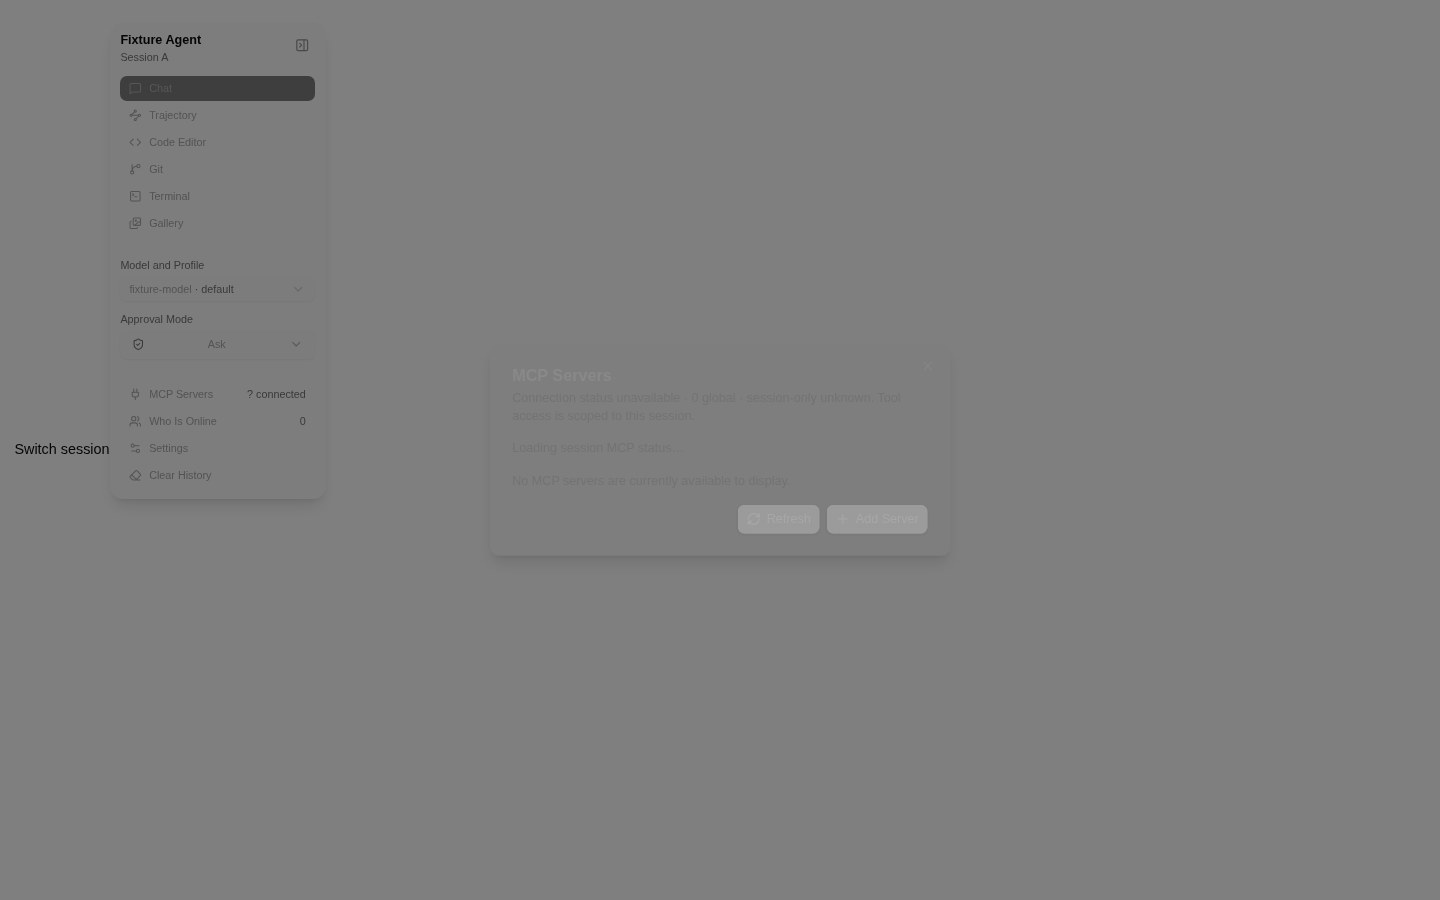 Fixture Agent
Session A
Chat
Trajectory
Code Editor
Git
Terminal
Gallery
Model and Profile
fixture-model · default
Approval Mode
Ask
MCP Servers ? connected
Who Is Online 0
Switch session
Settings
Clear History
MCP Servers
Connection status unavailable · 0 global · session-only unknown. Tool
access is scoped to this session.
Loading session MCP status...
No MCP servers are currently available to display.
Refresh
Add Server